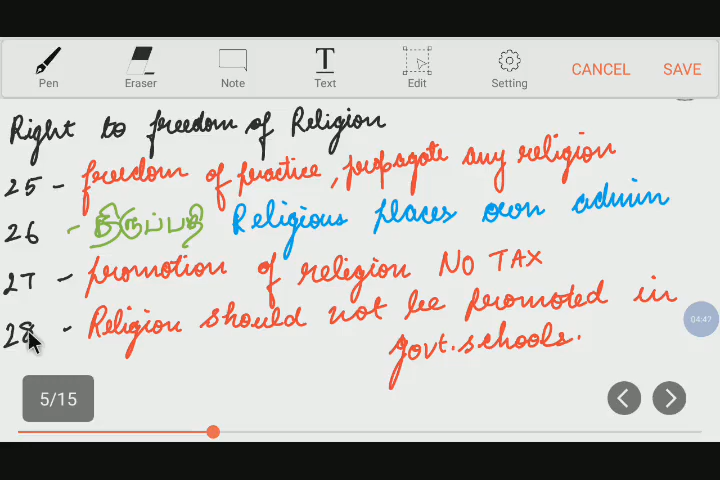 Pen Eraser Note Text Edit Setting CANCEL SAVE
Right to freedom of Religion
25 - freedom of practice, propagate any religion
26 - திருப்பதி Religious places own admin
27 - promotion of religion NO TAX
28 - Religion should not be promoted in
govt. schools.
04:47
5/15